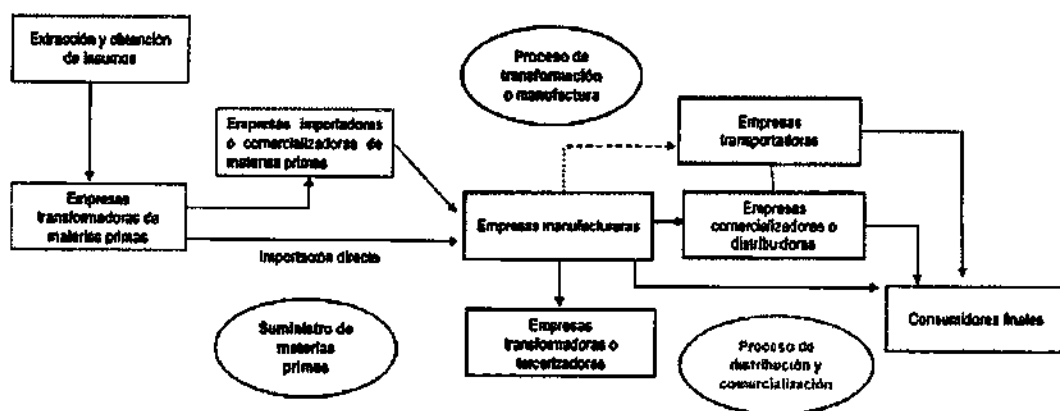 Extracción y obtención
de insumos
Proceso de
transformación
o manufactura
Empresas importadoras
o comercializadoras de
materias primas
Empresas
transportadoras
Empresas
transformadoras de
materias primas
Empresas manufactureras
Empresas
comercializadoras o
distribuidoras
Importación directa
Suministro de
materias
primas
Empresas
transformadoras o
tercerizadoras
Proceso de
distribución y
comercialización
Consumidores finales